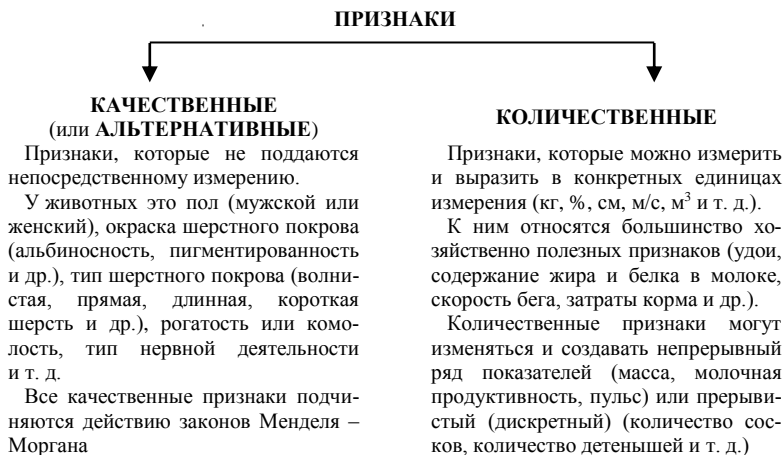 ПРИЗНАКИ
КАЧЕСТВЕННЫЕ
(или АЛЬТЕРНАТИВНЫЕ)
Признаки, которые не поддаются
непосредственному измерению.
У животных это пол (мужской или
женский), окраска шерстного покрова
(альбиносность, пигментированность
и др.), тип шерстного покрова (волни-
стая, прямая, длинная, короткая
шерсть и др.), рогатость или комо-
лость, тип нервной деятельности
и т. д.
Все качественные признаки подчи-
няются действию законов Менделя –
Моргана
КОЛИЧЕСТВЕННЫЕ
Признаки, которые можно измерить
и выразить в конкретных единицах
измерения (кг, %, см, м/с, м³ и т. д.).
К ним относятся большинство хо-
зяйственно полезных признаков (удои,
содержание жира и белка в молоке,
скорость бега, затраты корма и др.).
Количественные признаки могут
изменяться и создавать непрерывный
ряд показателей (масса, молочная
продуктивность, пульс) или прерыви-
стый (дискретный) (количество сос-
ков, количество детенышей и т. д.)